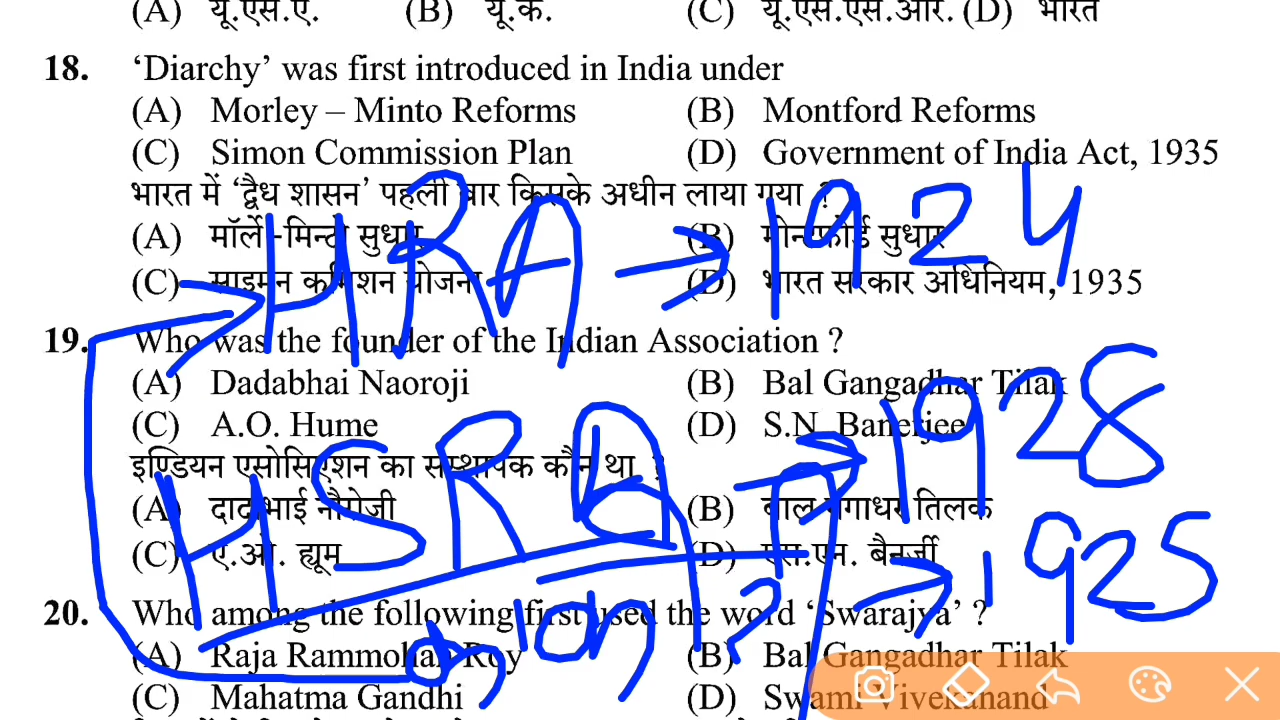 (A) यू.एस.ए. (B) यू.के. (C) यू.एस.एस.आर. (D) भारत
18. ‘Diarchy’ was first introduced in India under
(A) Morley – Minto Reforms (B) Montford Reforms
(C) Simon Commission Plan (D) Government of India Act, 1935
भारत में ‘द्वैध शासन’ पहली बार किसके अधीन लाया गया ?
(A) मॉर्ले-मिन्टो सुधार (B) मोन्टफोर्ड सुधार
HRA → 1924
(C) साइमन कमिशन योजना (D) भारत सरकार अधिनियम, 1935
19. Who was the founder of the Indian Association ?
(A) Dadabhai Naoroji (B) Bal Gangadhar Tilak
(C) A.O. Hume (D) S.N. Banerjee
→ 1928
इण्डियन एसोसिएशन का संस्थापक कौन था ?
HSRA
(A) दादाभाई नौरोजी (B) बाल गंगाधर तिलक
(C) ए.ओ. ह्यूम (D) एस.एन. बैनर्जी
→ 1925
20. Who among the following first used the word ‘Swarajya’ ?
(A) Raja Rammohan Roy (B) Bal Gangadhar Tilak
(C) Mahatma Gandhi (D) Swami Vivekanand